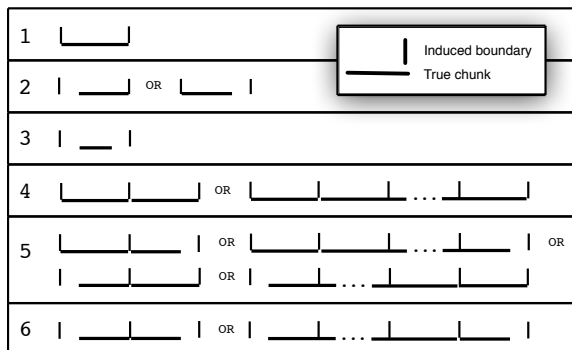 1
Induced boundary
True chunk
2 OR
3
4 OR ...
5 OR ... OR
OR ...
6 OR ...